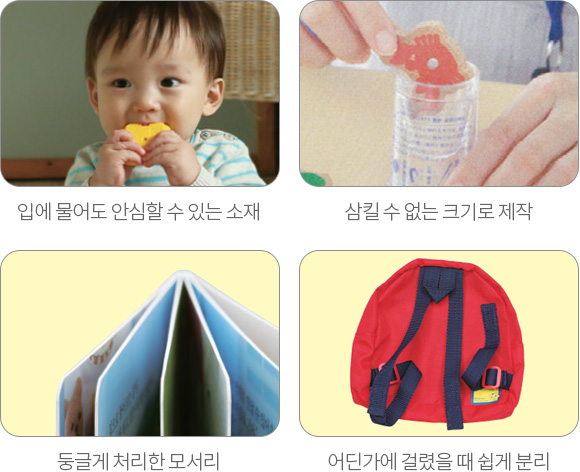 입에 물어도 안심할 수 있는 소재
삼킬 수 없는 크기로 제작
둥글게 처리한 모서리
어딘가에 걸렸을 때 쉽게 분리